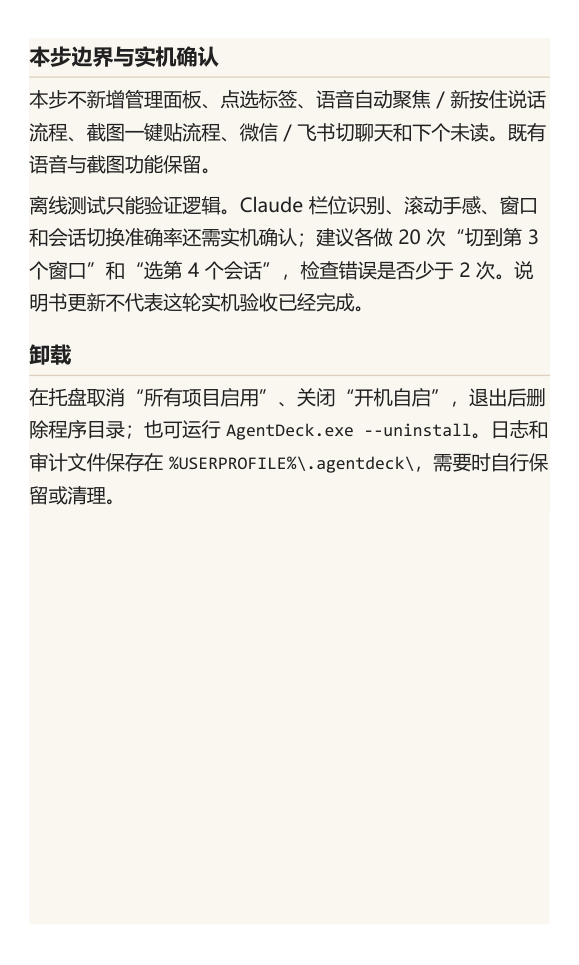 本步边界与实机确认
本步不新增管理面板、点选标签、语音自动聚焦 / 新按住说话
流程、截图一键贴流程、微信 / 飞书切聊天和下个未读。既有
语音与截图功能保留。
离线测试只能验证逻辑。Claude 栏位识别、滚动手感、窗口
和会话切换准确率还需实机确认；建议各做 20 次“切到第 3
个窗口”和“选第 4 个会话”，检查错误是否少于 2 次。说
明书更新不代表这轮实机验收已经完成。
卸载
在托盘取消“所有项目启用”、关闭“开机自启”，退出后删
除程序目录；也可运行 AgentDeck.exe --uninstall。日志和
审计文件保存在 %USERPROFILE%\.agentdeck\，需要时自行保
留或清理。